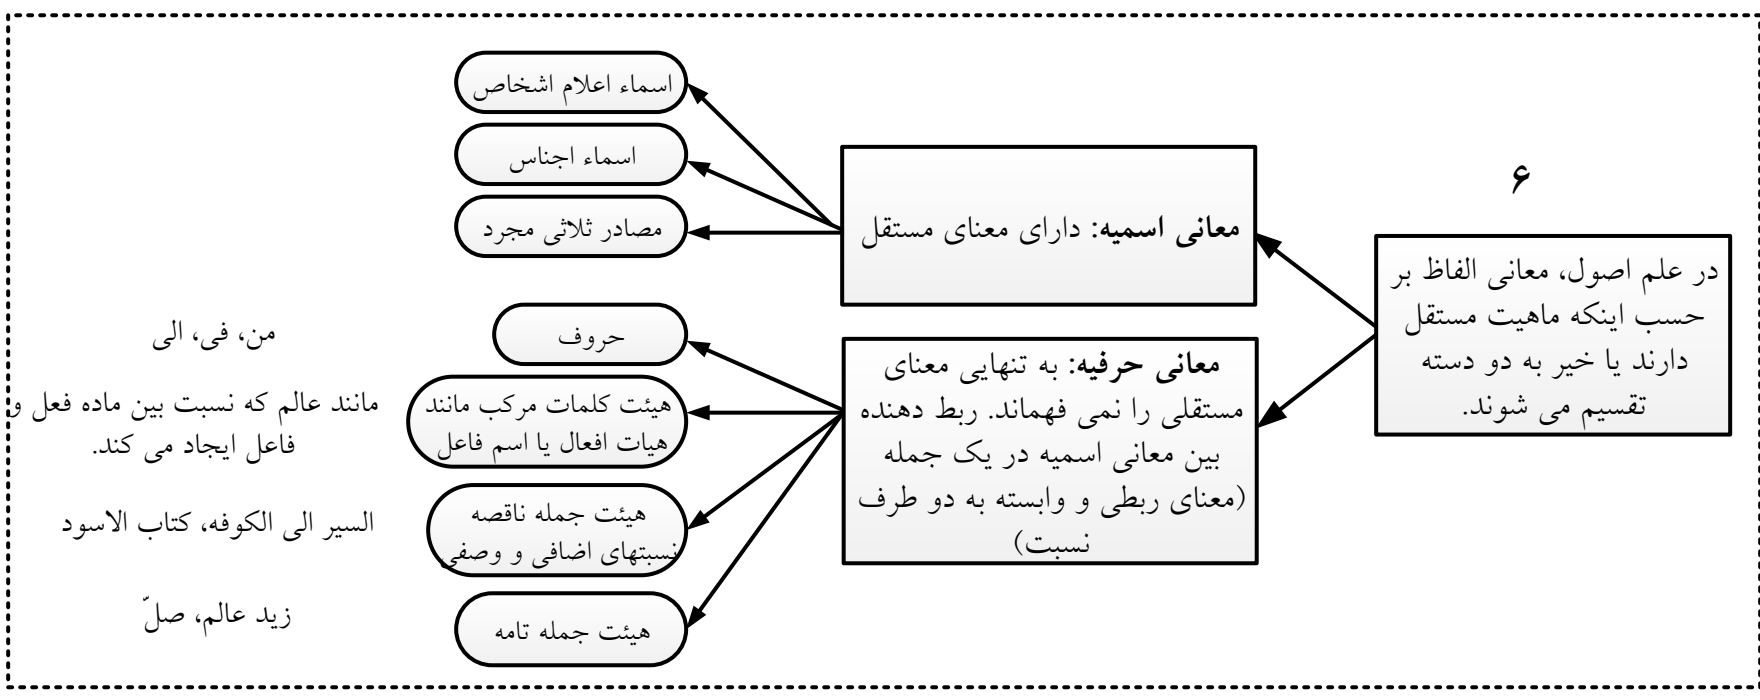 ۶
در علم اصول، معانی الفاظ بر
حسب اینکه ماهیت مستقل
دارند یا خیر به دو دسته
تقسیم می شوند.
معانی اسمیه: دارای معنای مستقل
اسماء اعلام اشخاص
اسماء اجناس
مصادر ثلاثی مجرد
معانی حرفیه: به تنهایی معنای
مستقلی را نمی فهماند. ربط دهنده
بین معانی اسمیه در یک جمله
(معنای ربطی و وابسته به دو طرف
نسبت)
حروف
من، فی، الی
هیئت کلمات مرکب مانند
هیات افعال یا اسم فاعل
مانند عالم که نسبت بین ماده فعل و
فاعل ایجاد می کند.
هیئت جمله ناقصه
نسبتهای اضافی و وصفی
السیر الی الکوفه، کتاب الاسود
هیئت جمله تامه
زید عالم، صلّ